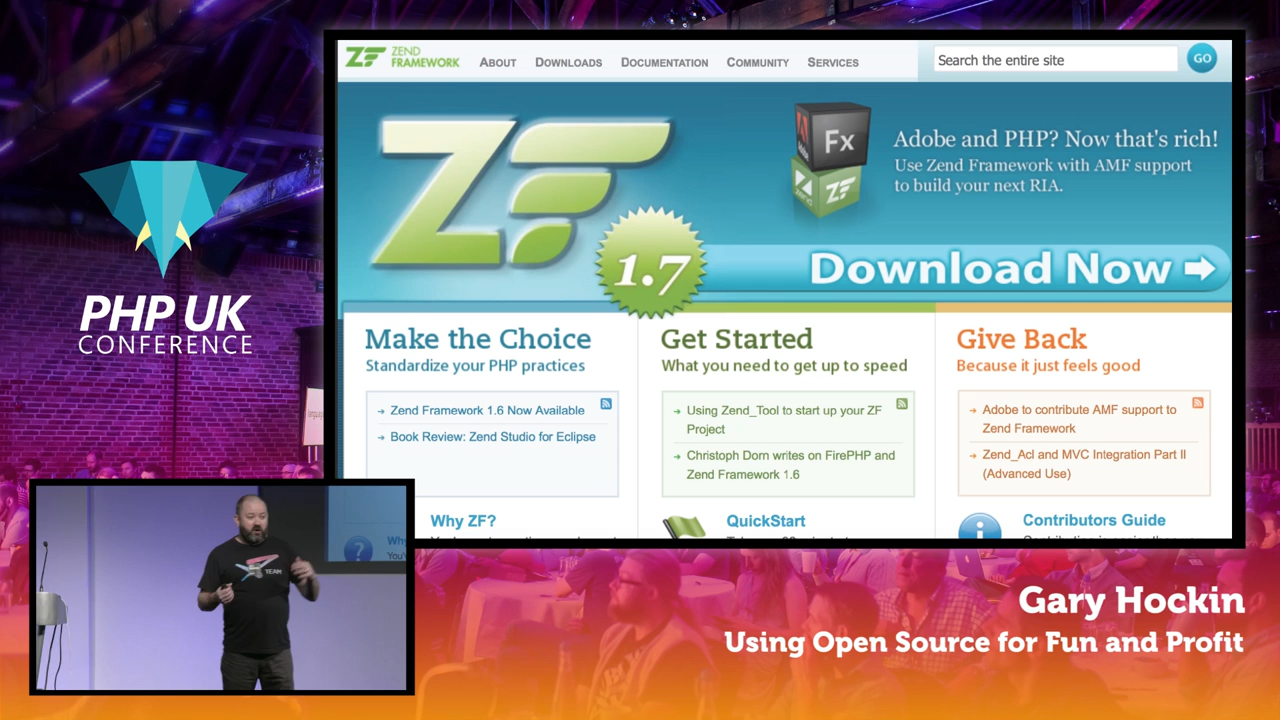 ZF ZEND
FRAMEWORK
ABOUT DOWNLOADS DOCUMENTATION COMMUNITY SERVICES
Search the entire site
GO
ZF
1.7
Fx
ZF
Adobe and PHP? Now that's rich!
Use Zend Framework with AMF support
to build your next RIA.
Download Now
Make the Choice
Standardize your PHP practices
Zend Framework 1.6 Now Available
Book Review: Zend Studio for Eclipse
Get Started
What you need to get up to speed
Using Zend_Tool to start up your ZF
Project
Christoph Dorn writes on FirePHP and
Zend Framework 1.6
Give Back
Because it just feels good
Adobe to contribute AMF support to
Zend Framework
Zend_Acl and MVC Integration Part II
(Advanced Use)
Why ZF?
QuickStart
Contributors Guide
PHP UK
CONFERENCE
TEAM
Gary Hockin
Using Open Source for Fun and Profit